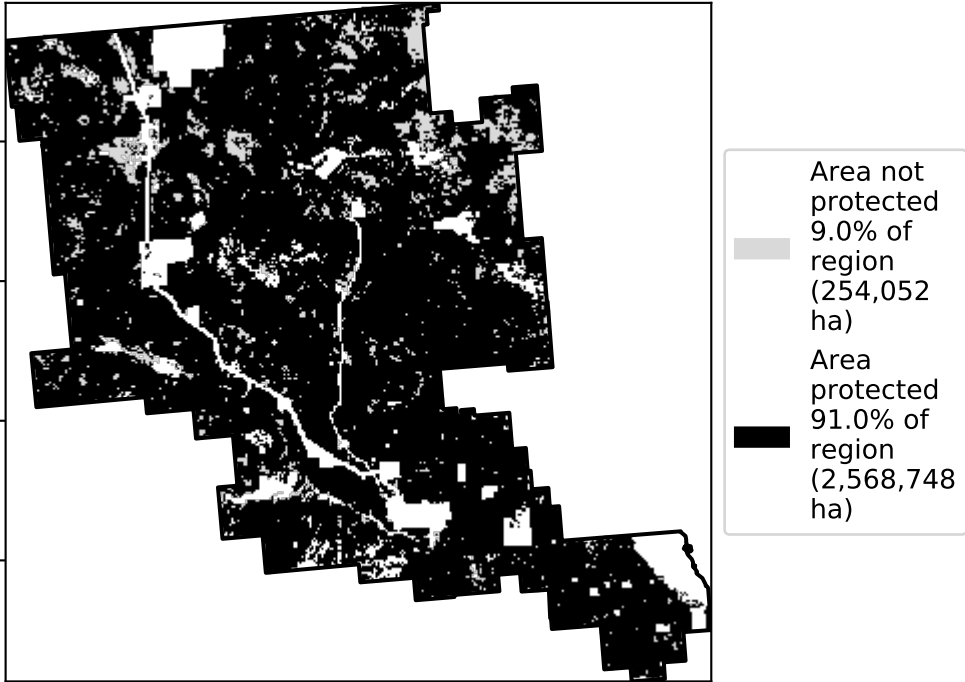 Area not
protected
9.0% of
region
(254,052
ha)
Area
protected
91.0% of
region
(2,568,748
ha)